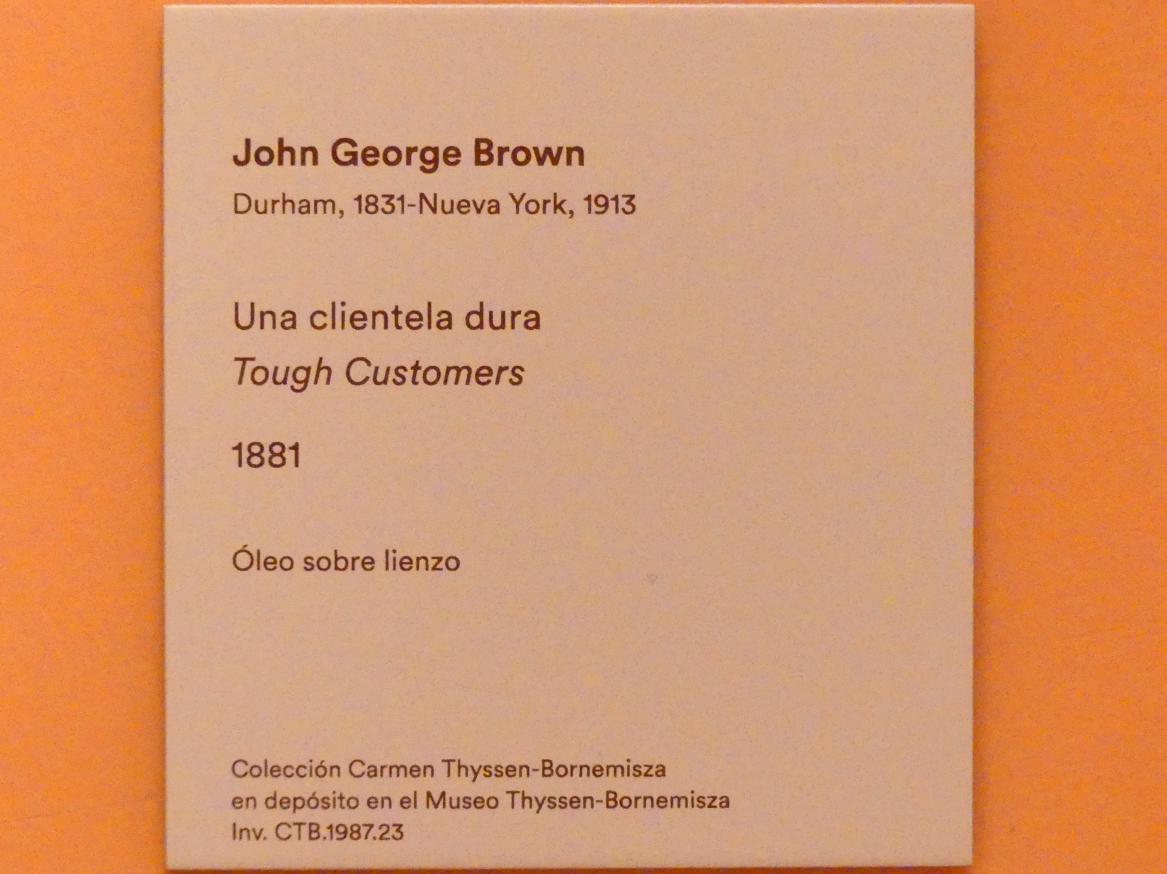 John George Brown
Durham, 1831-Nueva York, 1913
Una clientela dura
Tough Customers
1881
Óleo sobre lienzo
Colección Carmen Thyssen-Bornemisza
en depósito en el Museo Thyssen-Bornemisza
Inv. CTB.1987.23